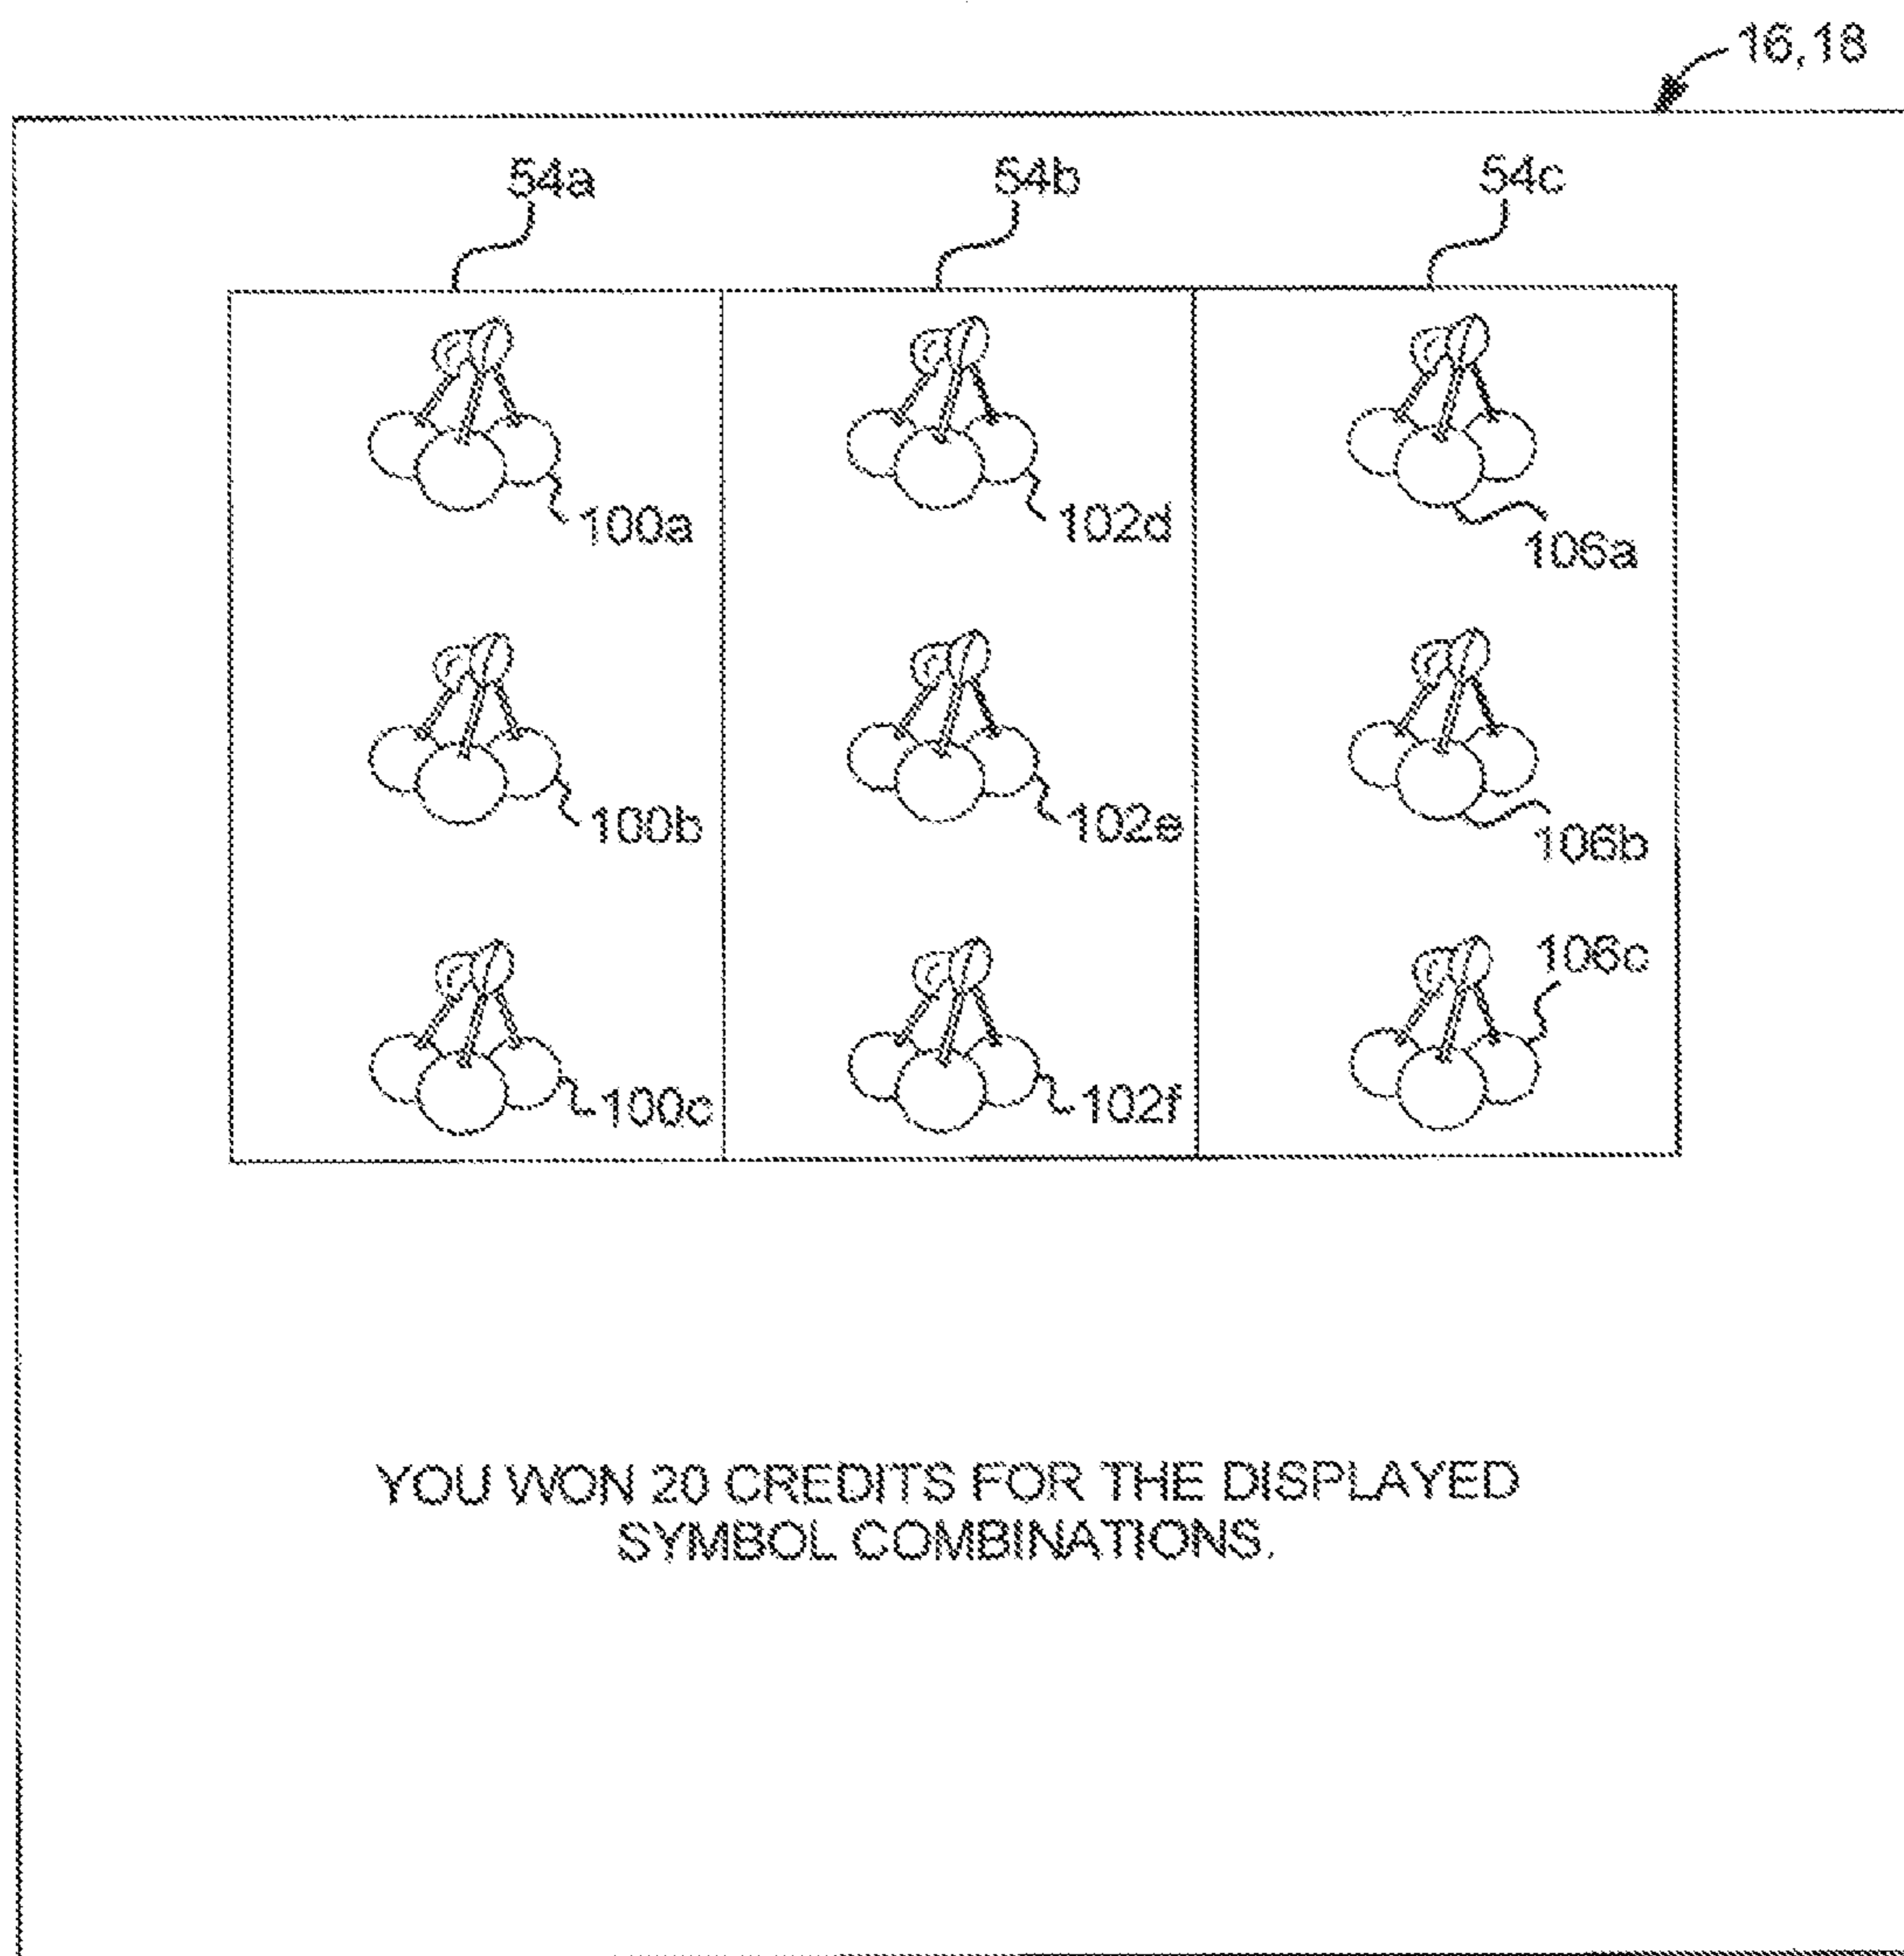 16,18
54a 54b 54c
100a 102d 106a
100b 102e 106b
106c
100c 102f
YOU WON 20 CREDITS FOR THE DISPLAYED
SYMBOL COMBINATIONS.